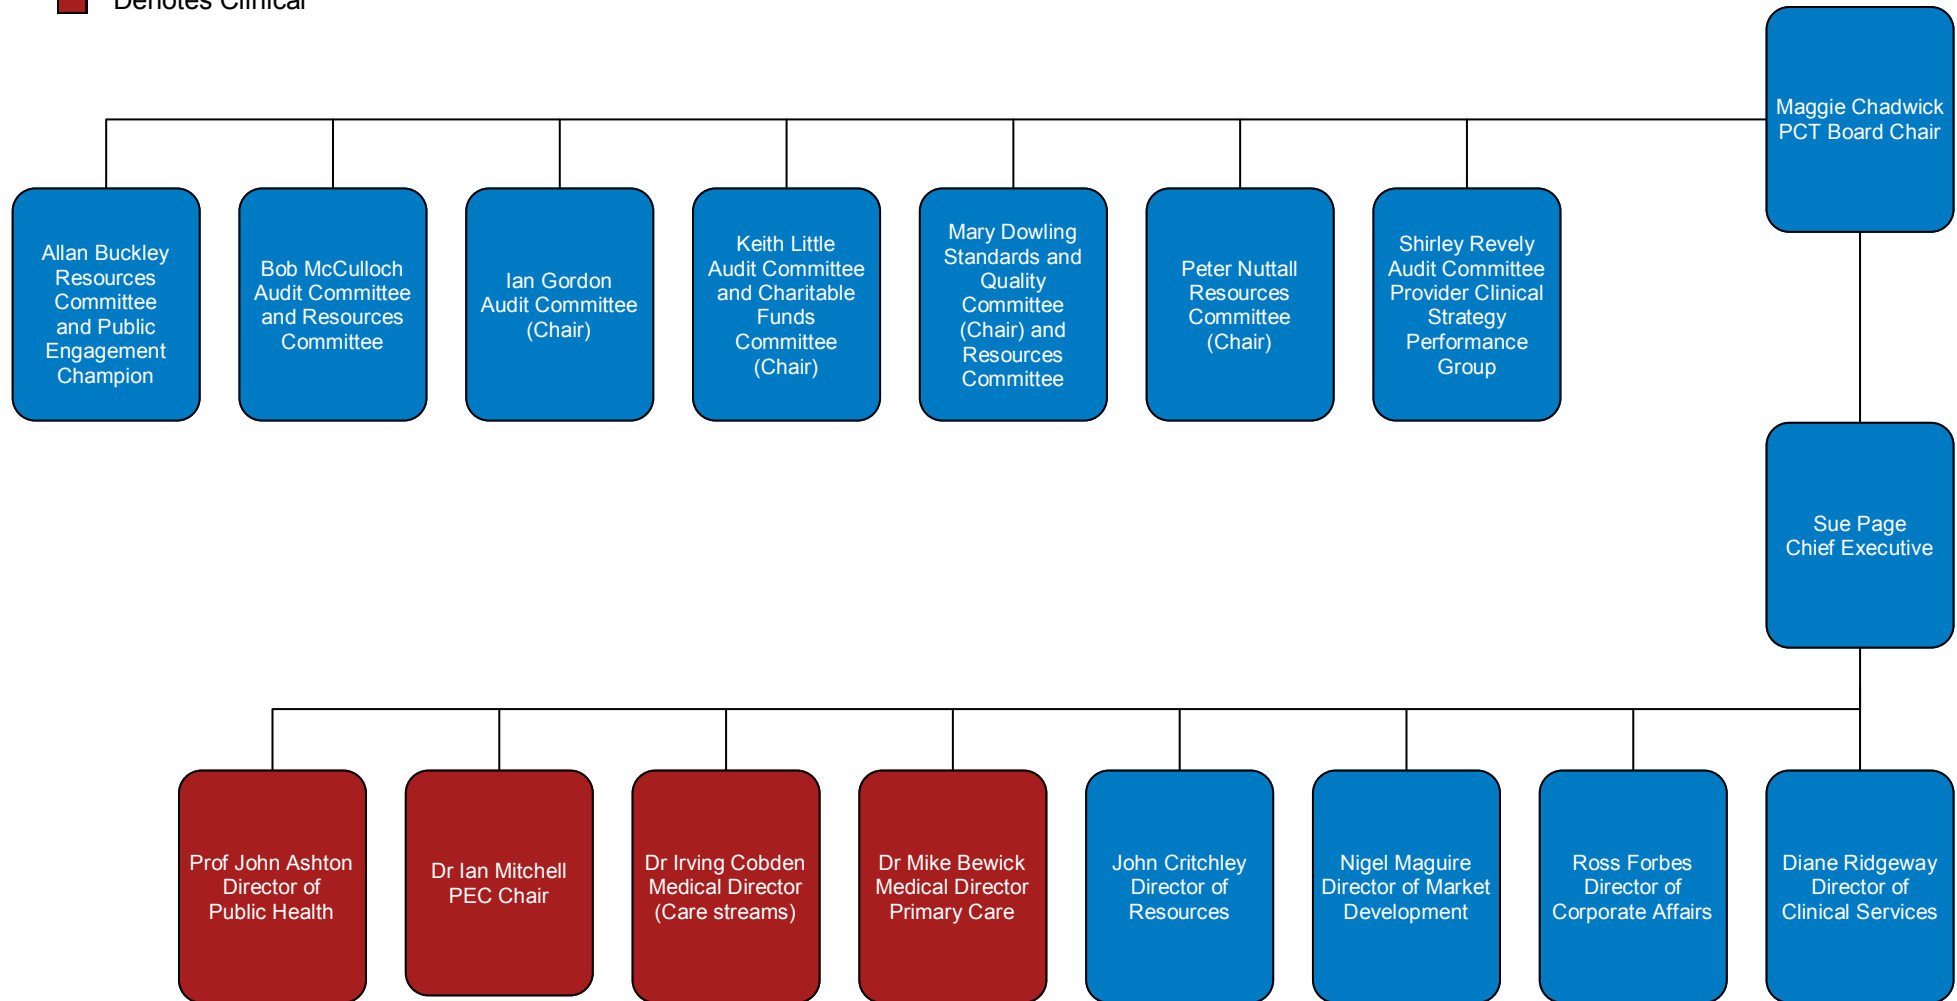 Denotes Clinical
Maggie Chadwick
PCT Board Chair
Allan Buckley
Resources
Committee
and Public
Engagement
Champion
Bob McCulloch
Audit Committee
and Resources
Committee
Ian Gordon
Audit Committee
(Chair)
Keith Little
Audit Committee
and Charitable
Funds
Committee
(Chair)
Mary Dowling
Standards and
Quality
Committee
(Chair) and
Resources
Committee
Peter Nuttall
Resources
Committee
(Chair)
Shirley Revely
Audit Committee
Provider Clinical
Strategy
Performance
Group
Sue Page
Chief Executive
Prof John Ashton
Director of
Public Health
Dr Ian Mitchell
PEC Chair
Dr Irving Cobden
Medical Director
(Care streams)
Dr Mike Bewick
Medical Director
Primary Care
John Critchley
Director of
Resources
Nigel Maguire
Director of Market
Development
Ross Forbes
Director of
Corporate Affairs
Diane Ridgeway
Director of
Clinical Services